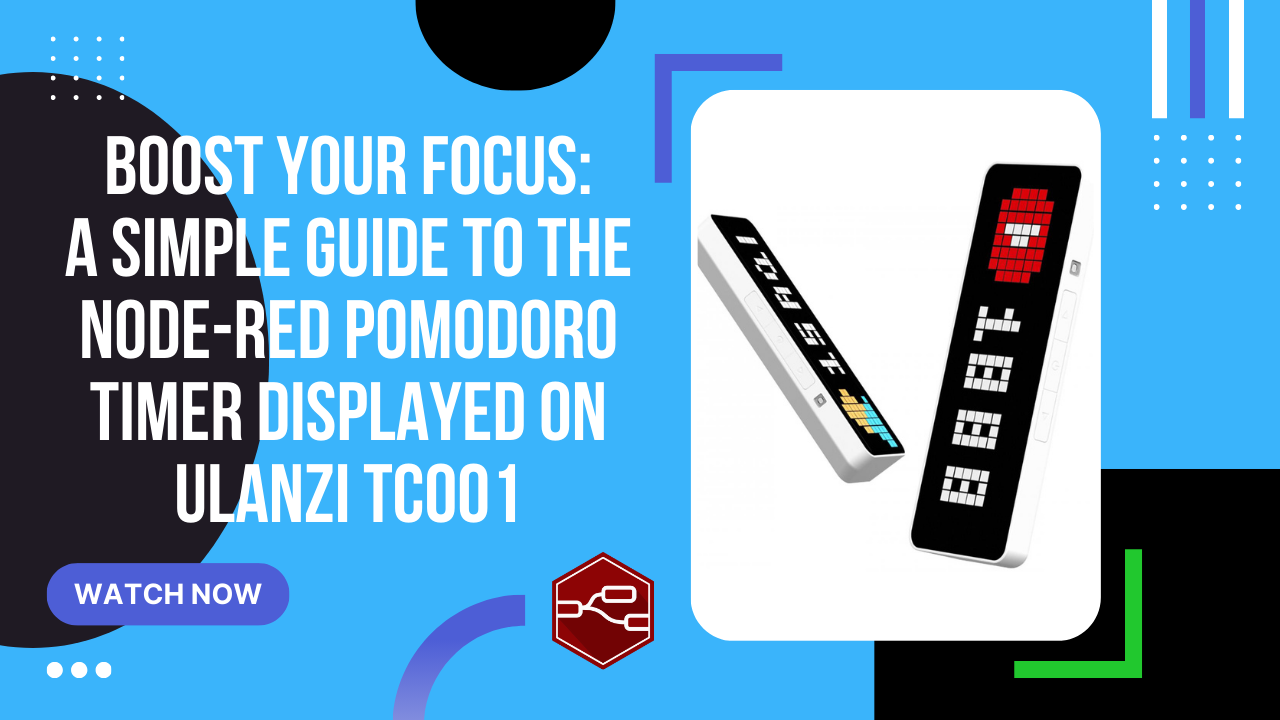 BOOST YOUR FOCUS:
A SIMPLE GUIDE TO THE
NODE-RED POMODORO
TIMER DISPLAYED ON
ULANZI TC001
WATCH NOW